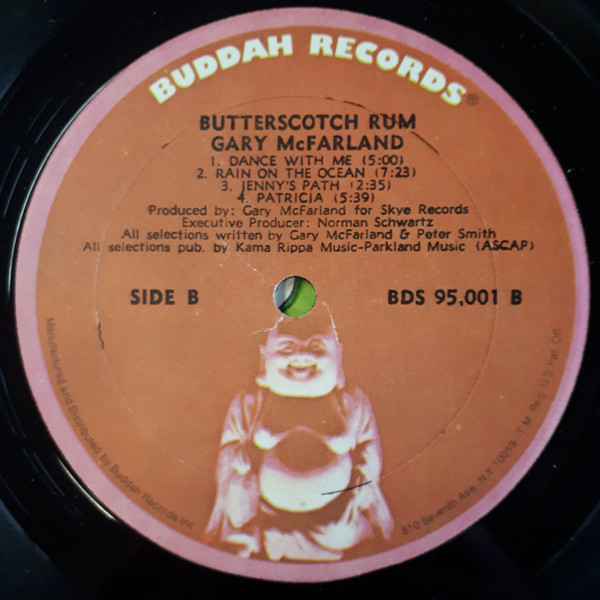 BUDDAH RECORDS®
BUTTERSCOTCH RUM
GARY McFARLAND
1. DANCE WITH ME (5:00)
2. RAIN ON THE OCEAN (7:23)
3. JENNY'S PATH (2:35)
4. PATRICIA (5:39)
Produced by: Gary McFarland for Skye Records
Executive Producer: Norman Schwartz
All selections written by Gary McFarland & Peter Smith
All selections pub. by Kama Rippa Music-Parkland Music (ASCAP)
SIDE B
BDS 95,001 B
Manufactured and Distributed by Buddah Records Inc.
810 Seventh Ave. N.Y. 10019 - T.M. Reg. U.S. Pat. Off.